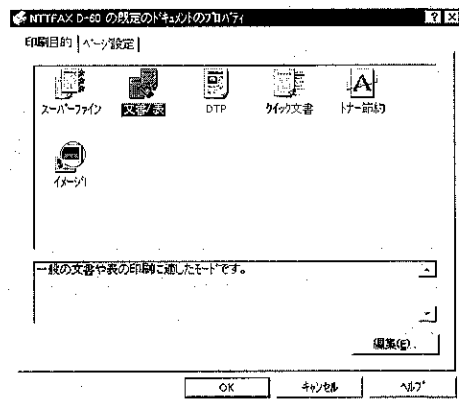 NTTFAX D-60 の既定のドキュメントのプロパティ
印刷目的 ページ設定
スーパーファイン 文書/表 DTP クイック文書 トナー節約
イメージ1
一般の文書や表の印刷に適したモードです。
編集(E)...
OK キャンセル ヘルプ